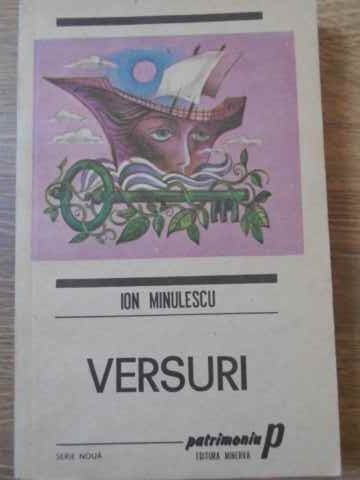 ION MINULESCU
VERSURI
SERIE NOUĂ
patrimoniu P
EDITURA MINERVA